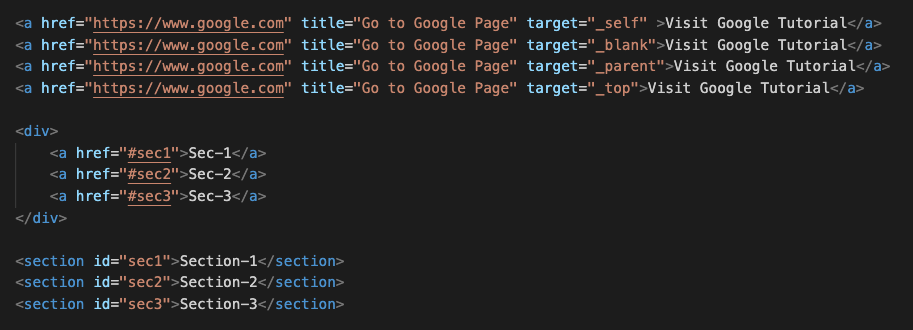 <a href="https://www.google.com" title="Go to Google Page" target="_self" >Visit Google Tutorial</a>
<a href="https://www.google.com" title="Go to Google Page" target="_blank">Visit Google Tutorial</a>
<a href="https://www.google.com" title="Go to Google Page" target="_parent">Visit Google Tutorial</a>
<a href="https://www.google.com" title="Go to Google Page" target="_top">Visit Google Tutorial</a>

<div>
    <a href="#sec1">Sec-1</a>
    <a href="#sec2">Sec-2</a>
    <a href="#sec3">Sec-3</a>
</div>

<section id="sec1">Section-1</section>
<section id="sec2">Section-2</section>
<section id="sec3">Section-3</section>